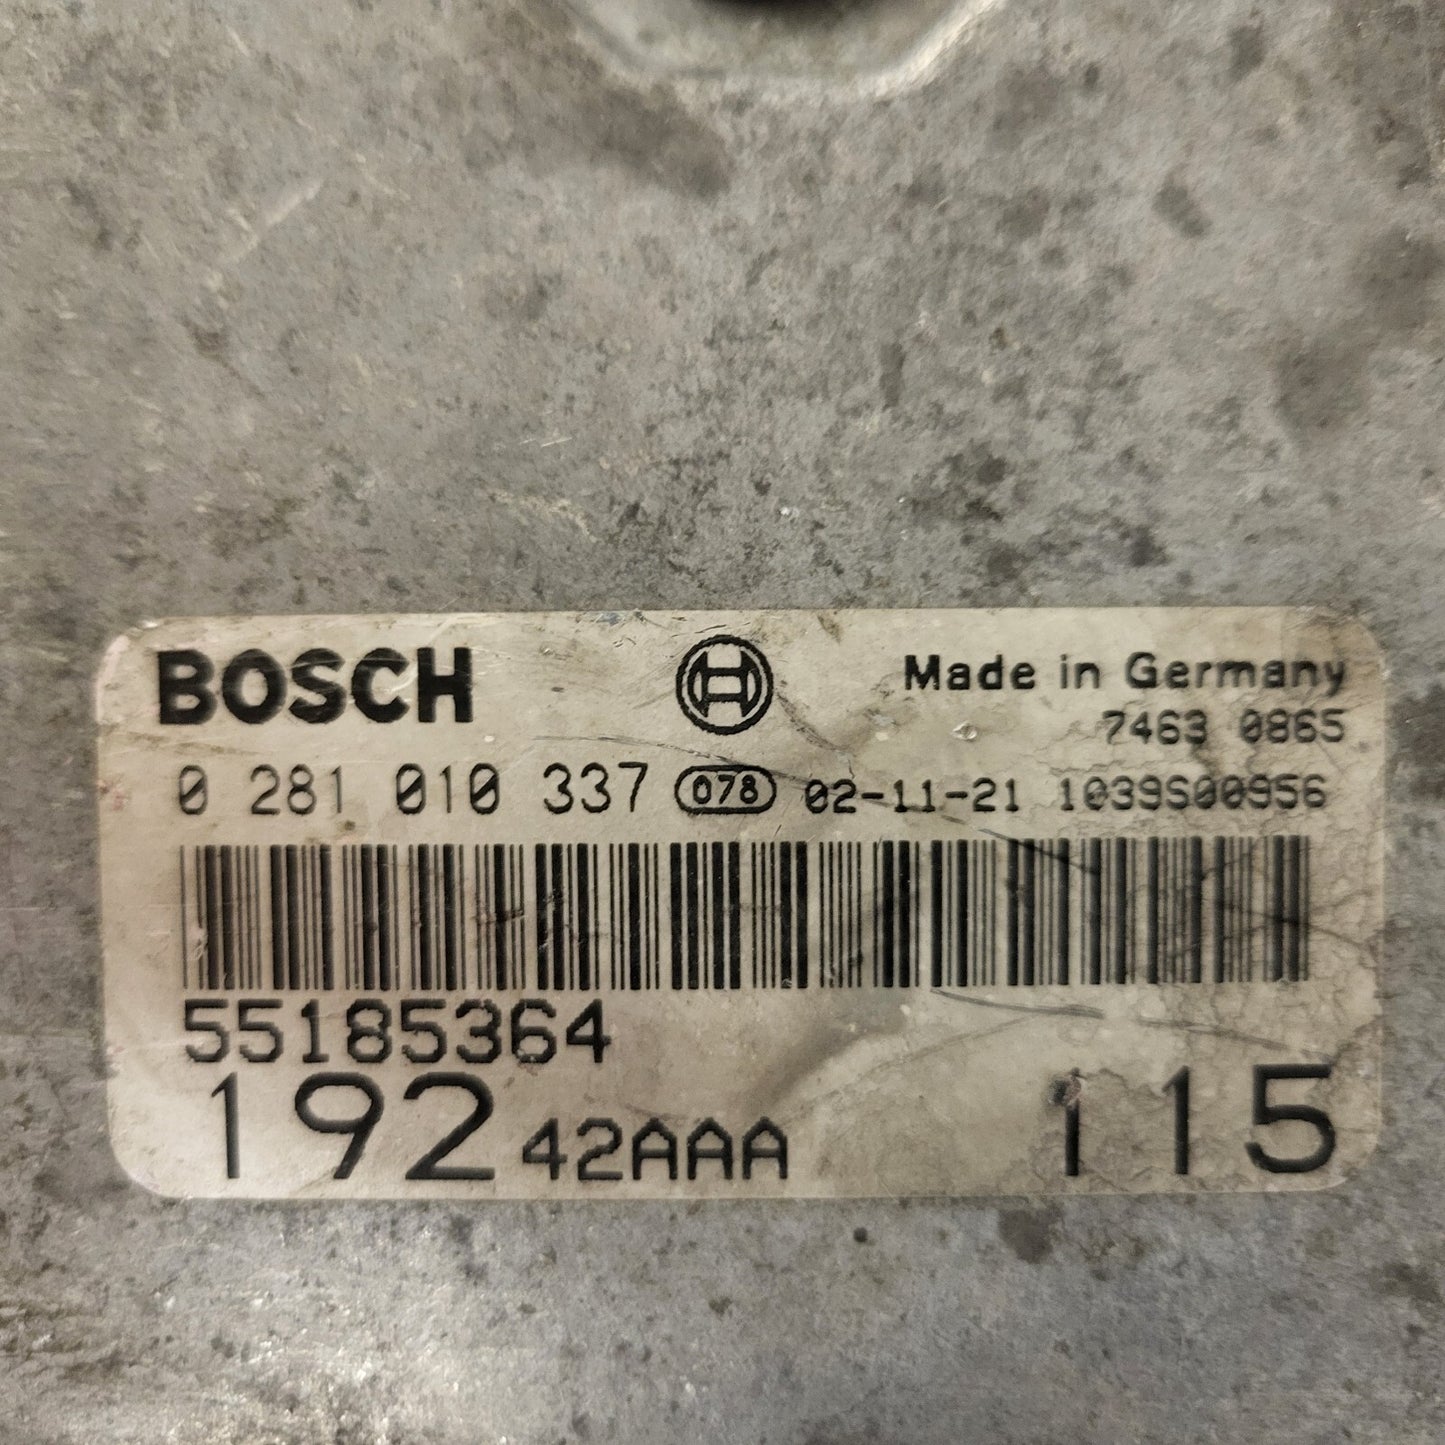 BOSCH
Made in Germany
7463 0865
0 281 010 337 078 02-11-21 1039S00956
55185364
192 42AAA 115